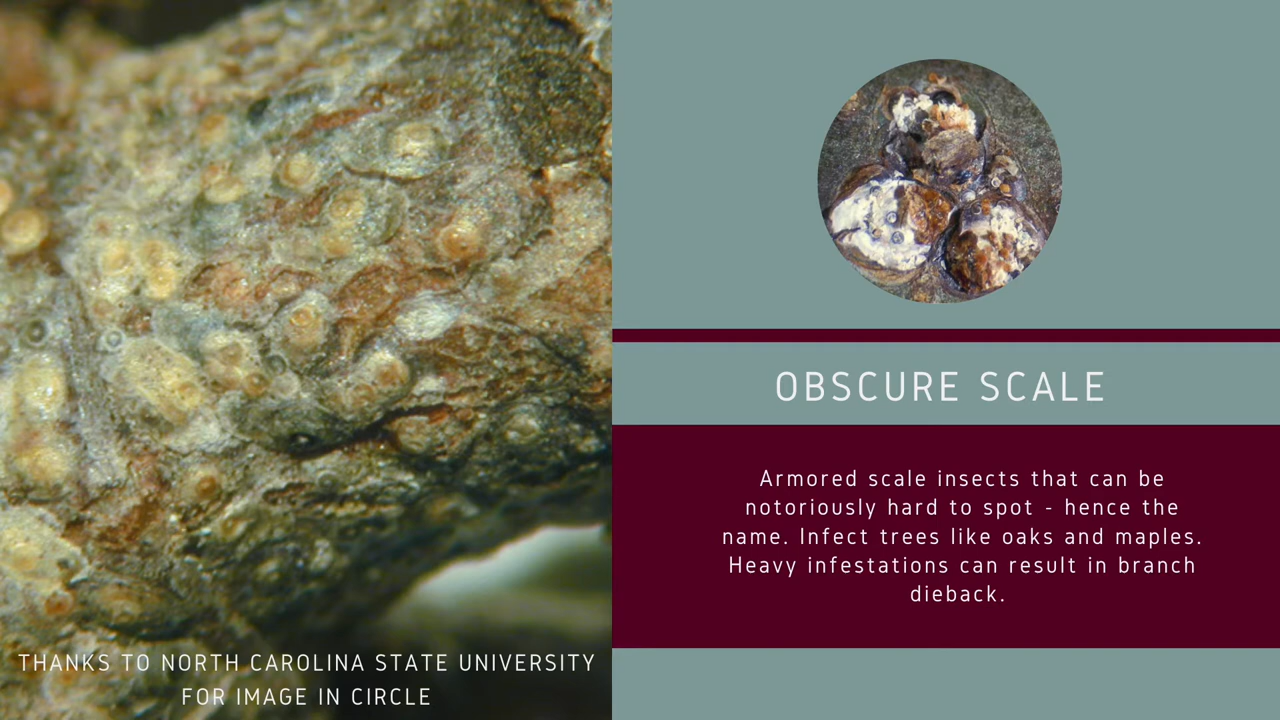 OBSCURE SCALE
Armored scale insects that can be
notoriously hard to spot - hence the
name. Infect trees like oaks and maples.
Heavy infestations can result in branch
dieback.
THANKS TO NORTH CAROLINA STATE UNIVERSITY
FOR IMAGE IN CIRCLE